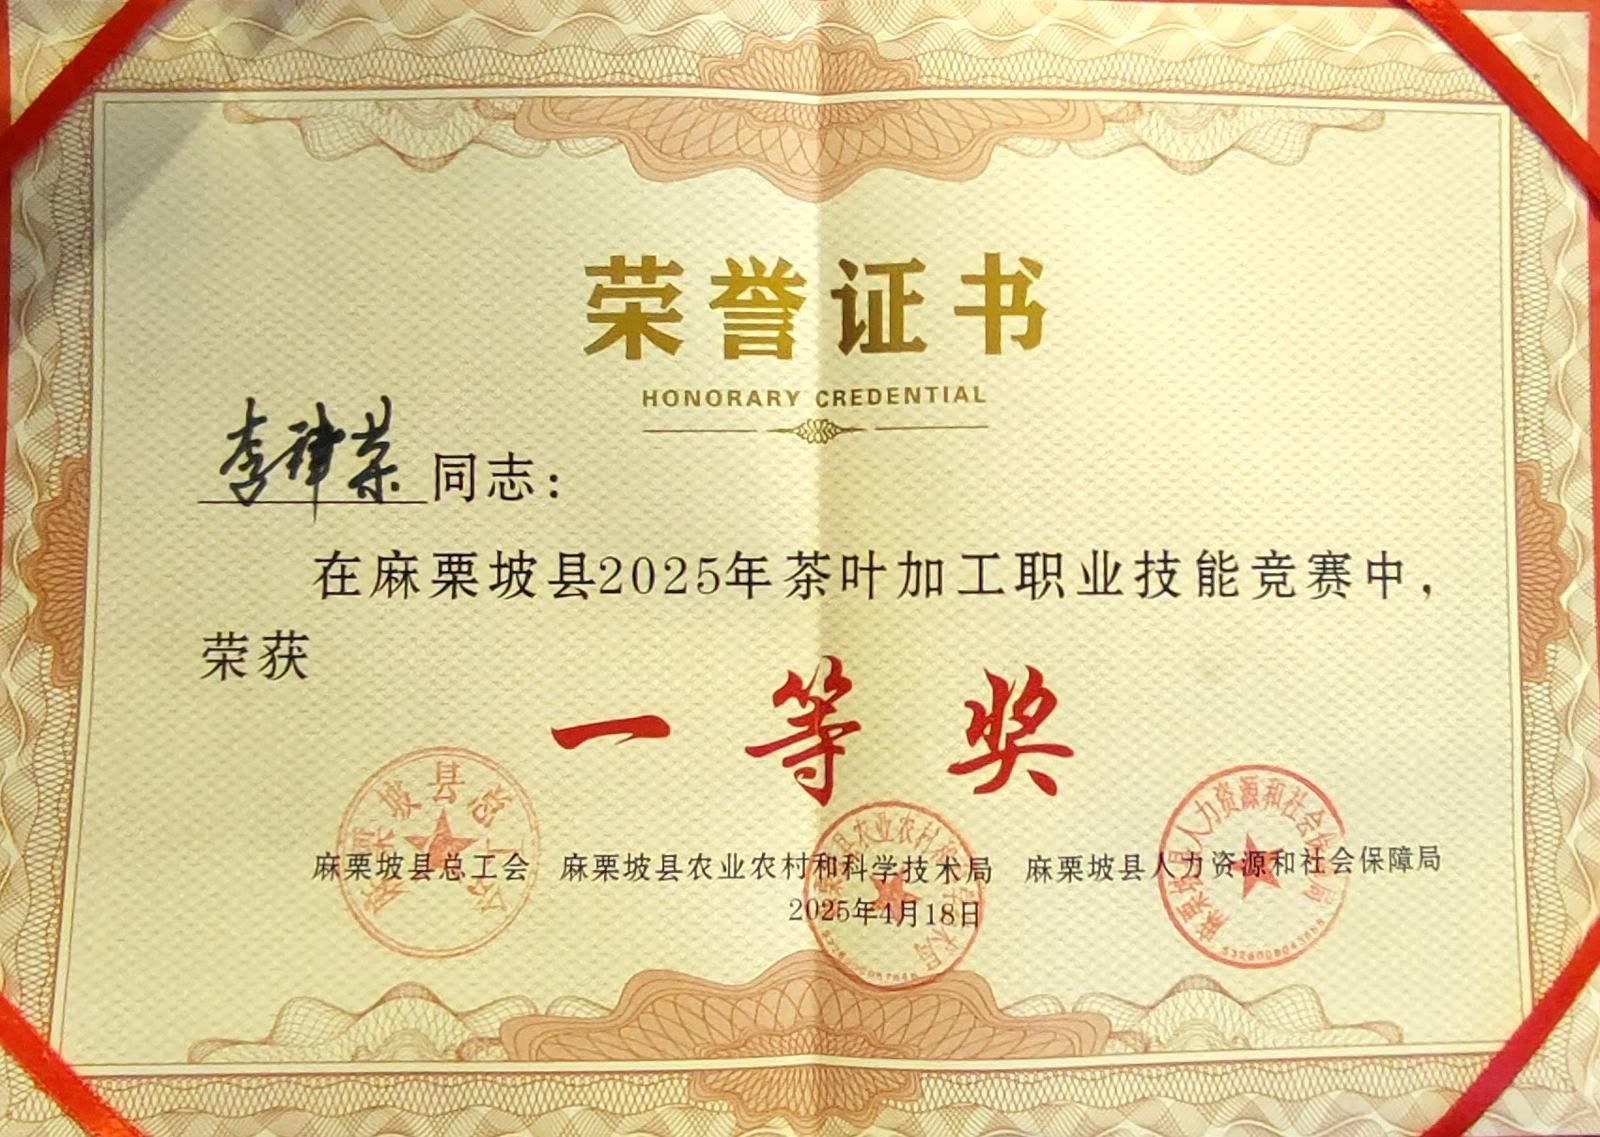 荣誉证书
HONORARY CREDENTIAL
李律荣同志：
在麻栗坡县2025年茶叶加工职业技能竞赛中，
荣获
一等奖
麻栗坡县总工会 麻栗坡县农业农村和科学技术局 麻栗坡县人力资源和社会保障局
2025年4月18日